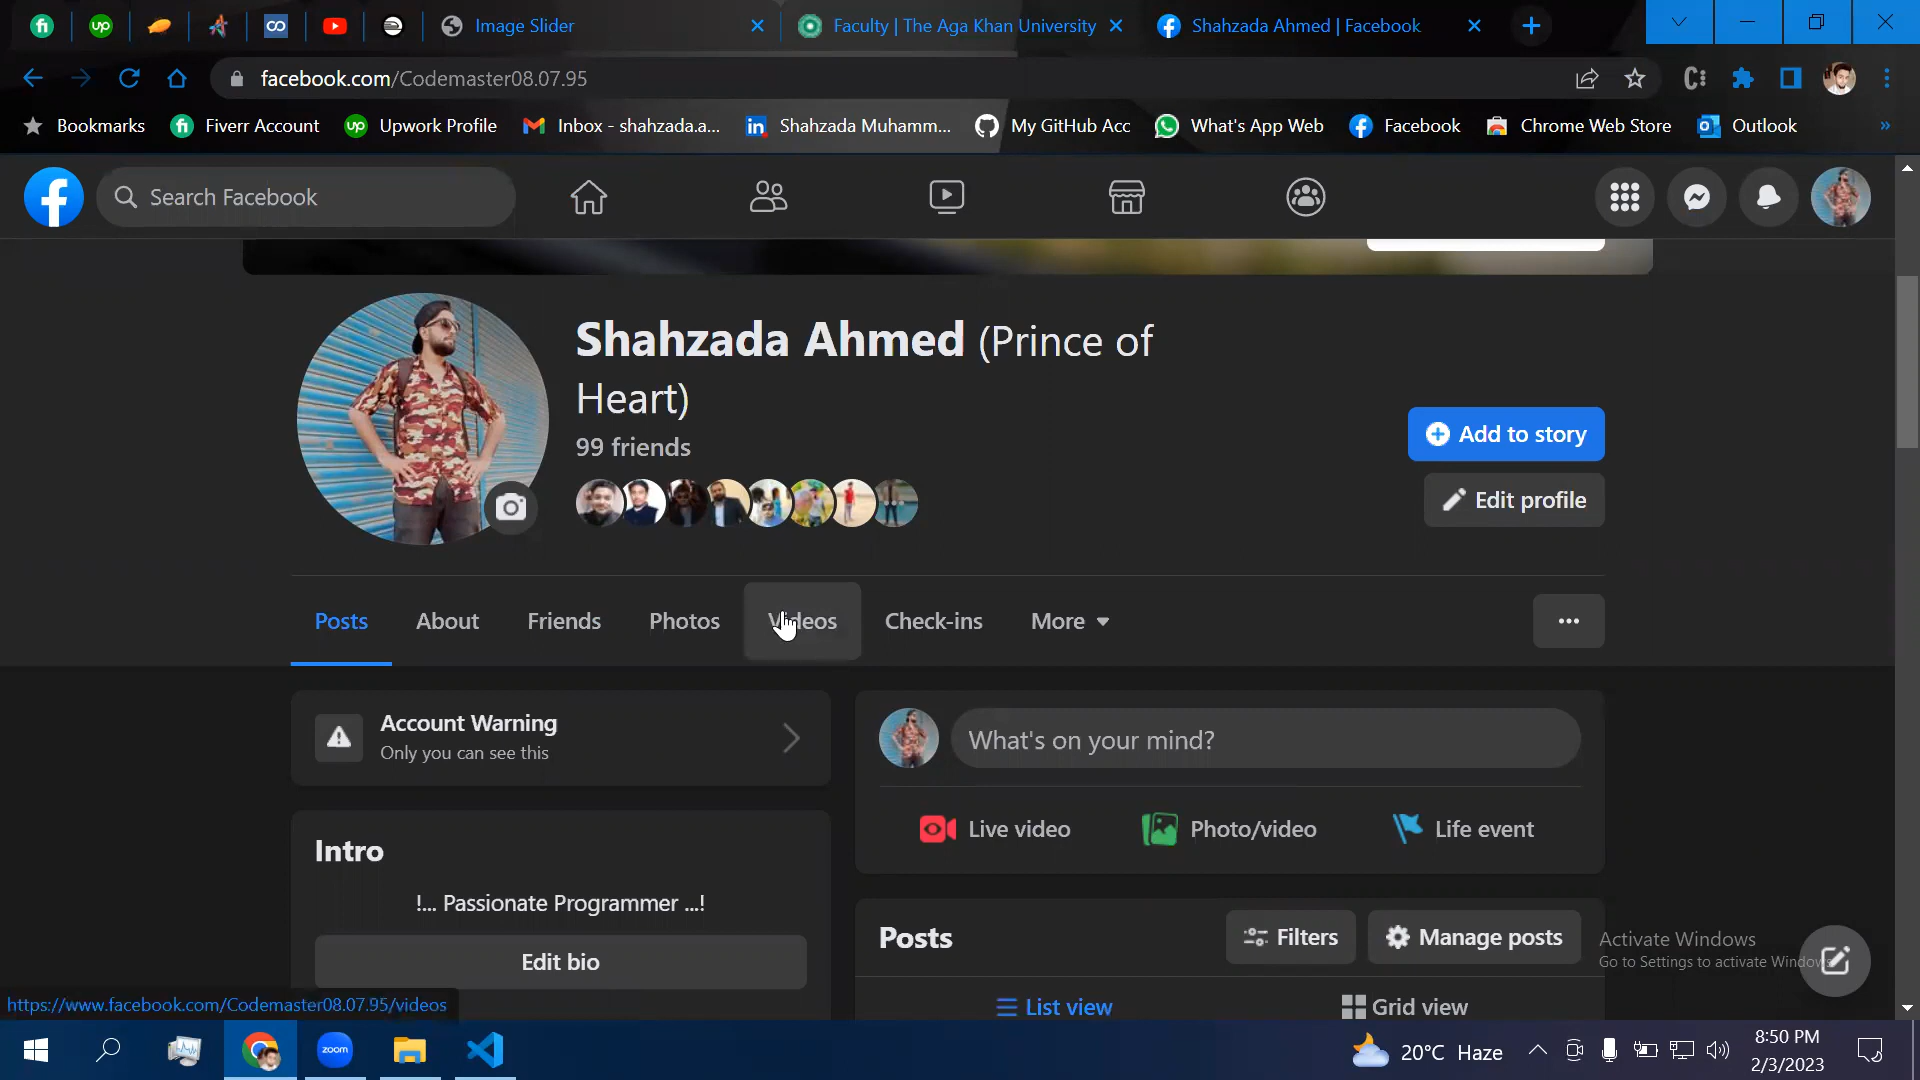 Image Slider
Faculty | The Aga Khan University
Shahzada Ahmed | Facebook
facebook.com/Codemaster08.07.95
Bookmarks
Fiverr Account
up Upwork Profile
Inbox - shahzada.a...
in Shahzada Muhamm...
My GitHub Acc
What's App Web
Facebook
Chrome Web Store
Outlook
»
Search Facebook
Shahzada Ahmed (Prince of
Heart)
99 friends
Add to story
Edit profile
Posts
About
Friends
Photos
Videos
Check-ins
More
Account Warning
Only you can see this
What's on your mind?
Live video
Photo/video
Life event
Intro
!... Passionate Programmer ...!
Edit bio
Posts
Filters
Manage posts
List view
Grid view
Activate Windows
Go to Settings to activate Windows
https://www.facebook.com/Codemaster08.07.95/videos
zoom
20°C Haze
8:50 PM
2/3/2023